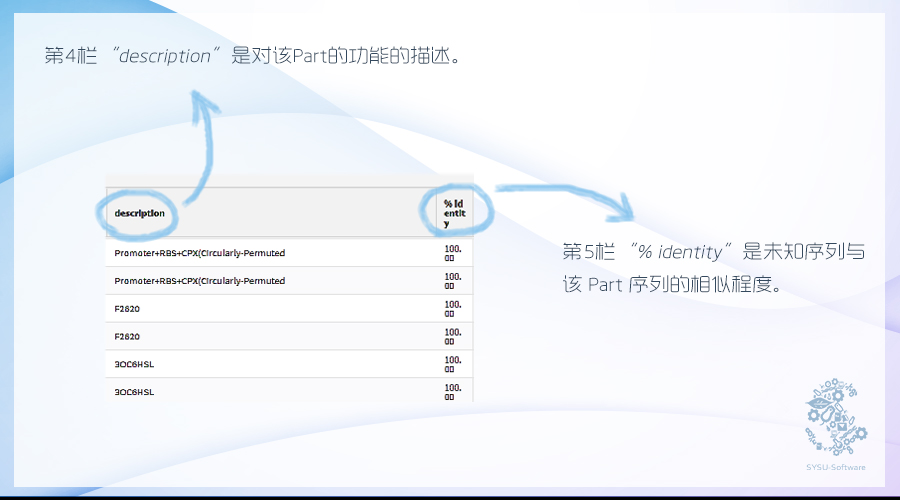 第4栏 “description” 是对该Part的功能的描述。
description
% id
entit
y
Promoter+RBS+CPX(Circularly-Permuted
100.
00
Promoter+RBS+CPX(Circularly-Permuted
100.
00
F2620
100.
00
F2620
100.
00
3OC6HSL
100.
00
3OC6HSL
100.
00
第5栏 “% identity” 是未知序列与
该 Part 序列的相似程度。
SYSU-Software